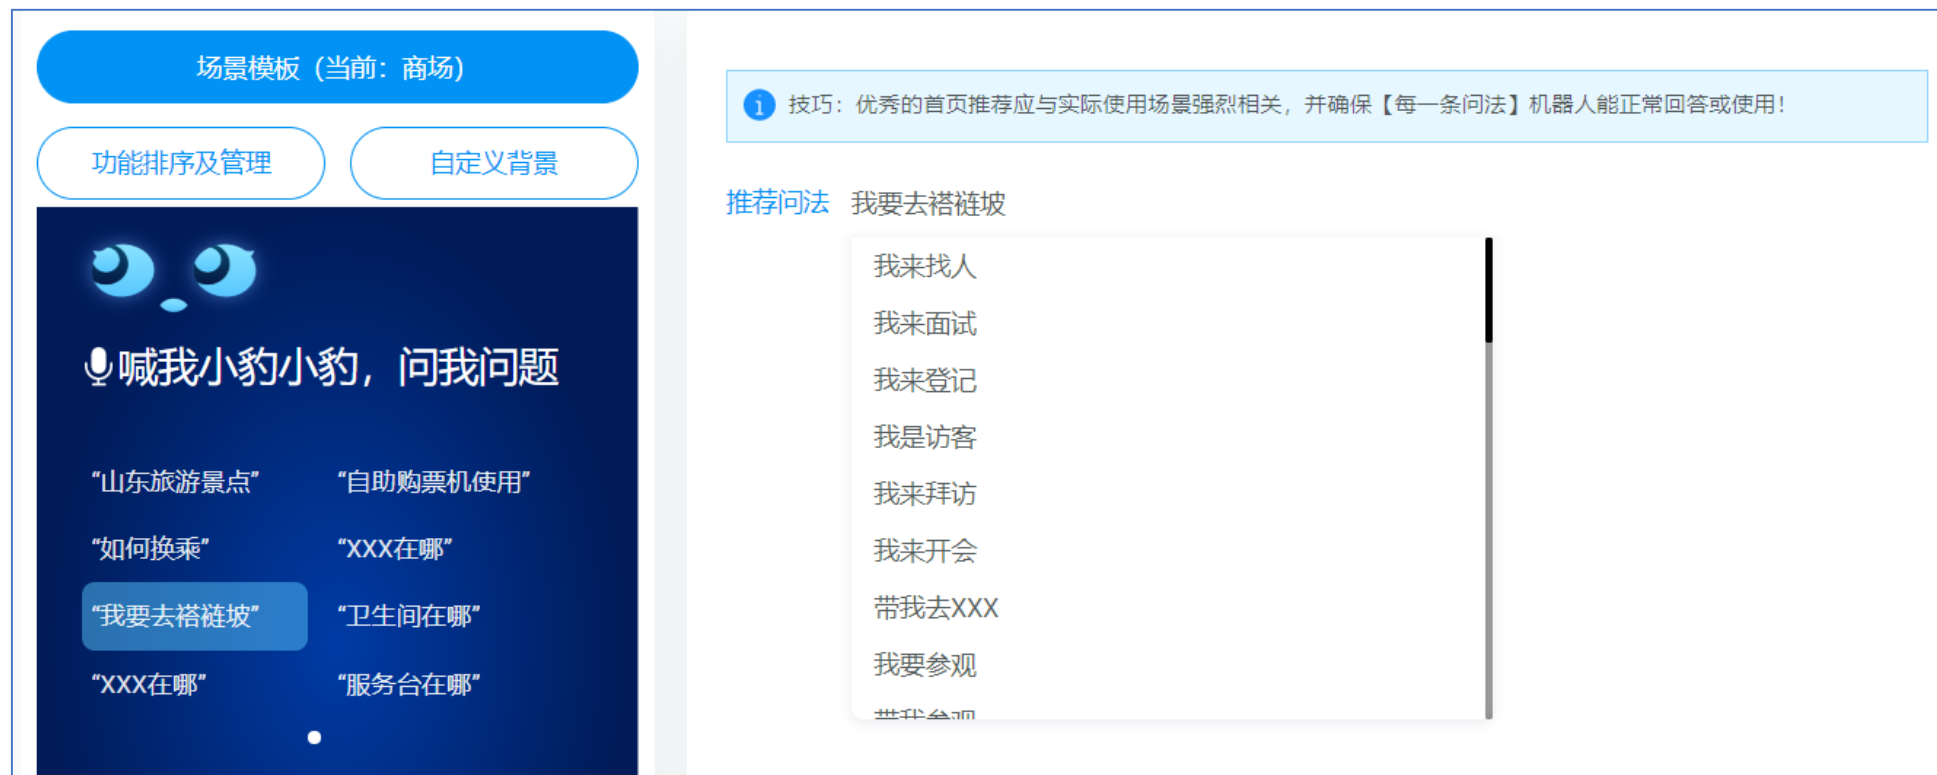 场景模板（当前：商场）
功能排序及管理
自定义背景
喊我小豹小豹，问我问题
“山东旅游景点”
“自助购票机使用”
“如何换乘”
“XXX在哪”
“我要去褡裢坡”
“卫生间在哪”
“XXX在哪”
“服务台在哪”
技巧：优秀的首页推荐应与实际使用场景强烈相关，并确保【每一条问法】机器人能正常回答或使用！
推荐问法 我要去褡裢坡
我来找人
我来面试
我来登记
我是访客
我来拜访
我来开会
带我去XXX
我要参观
带我参观